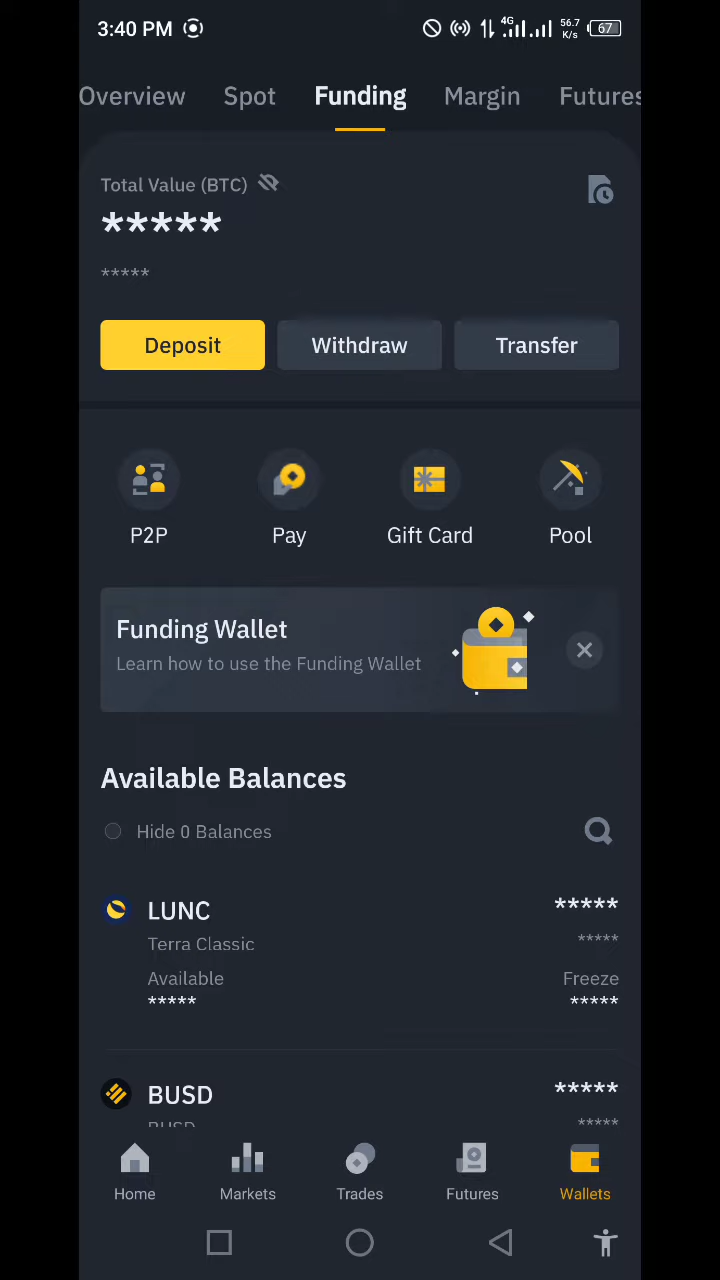 3:40 PM 4G 56.7 K/s 67
Overview Spot Funding Margin Futures
Total Value (BTC)
*****
*****
Deposit Withdraw Transfer
P2P Pay Gift Card Pool
Funding Wallet
Learn how to use the Funding Wallet
Available Balances
Hide 0 Balances
LUNC *****
Terra Classic *****
Available Freeze
***** *****
BUSD *****
BUSD *****
Home Markets Trades Futures Wallets